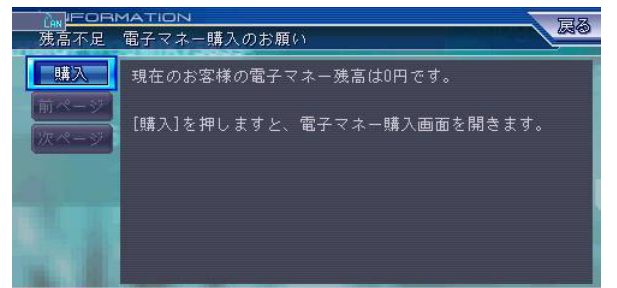 LAN
INFORMATION
戻る
残高不足 電子マネー購入のお願い
購入
前ページ
次ページ
現在のお客様の電子マネー残高は0円です。
[購入]を押しますと、電子マネー購入画面を開きます。